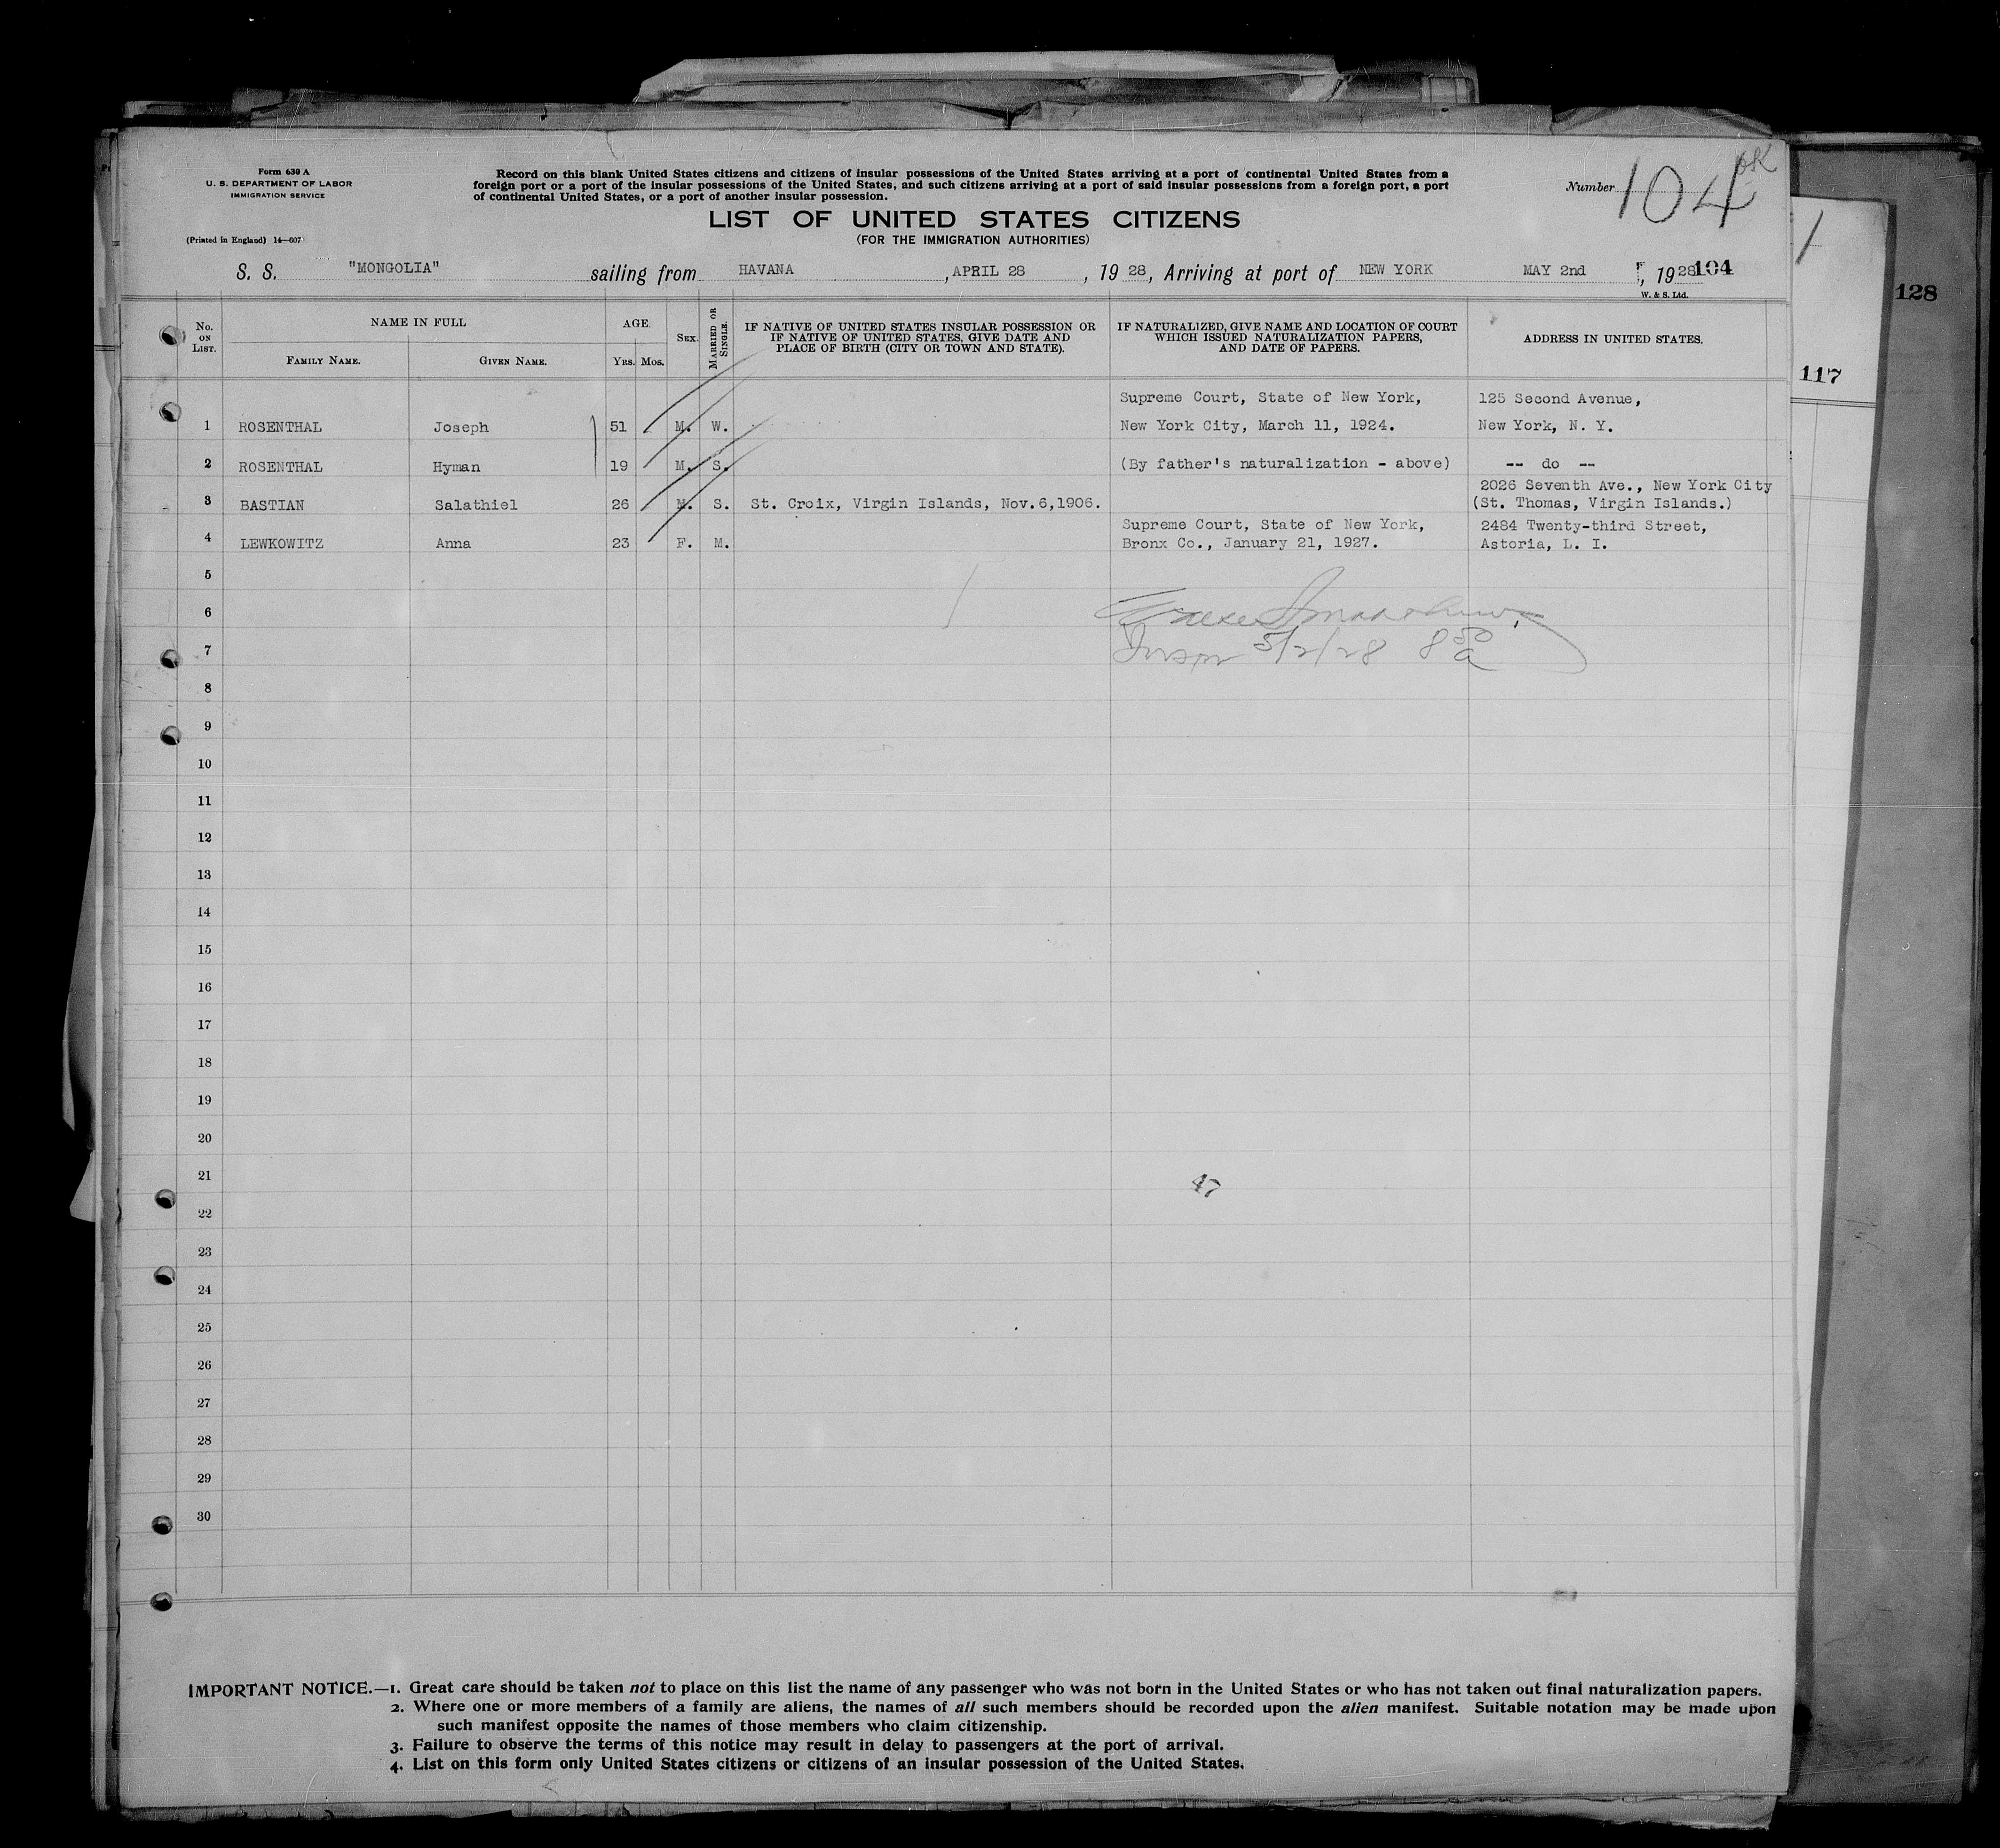 Form 630 A
U. S. DEPARTMENT OF LABOR
IMMIGRATION SERVICE
(Printed in England) 14—607
Record on this blank United States citizens and citizens of insular possessions of the United States arriving at a port of continental United States from a
foreign port or a port of the insular possessions of the United States, and such citizens arriving at a port of said insular possessions from a foreign port, a port
of continental United States, or a port of another insular possession.
Number 104
OK
LIST OF UNITED STATES CITIZENS
(FOR THE IMMIGRATION AUTHORITIES)
S. S. "MONGOLIA" sailing from HAVANA, APRIL 28, 1928, Arriving at port of NEW YORK MAY 2nd, 1928 104
W. & S. Ltd.
No. ON LIST.
NAME IN FULL
FAMILY NAME. GIVEN NAME.
AGE.
YRS. MOS.
SEX.
MARRIED OR SINGLE.
IF NATIVE OF UNITED STATES INSULAR POSSESSION OR
IF NATIVE OF UNITED STATES, GIVE DATE AND
PLACE OF BIRTH (CITY OR TOWN AND STATE).
IF NATURALIZED, GIVE NAME AND LOCATION OF COURT
WHICH ISSUED NATURALIZATION PAPERS,
AND DATE OF PAPERS.
ADDRESS IN UNITED STATES.
Supreme Court, State of New York, 125 Second Avenue,
1 ROSENTHAL Joseph 51 M. W. New York City, March 11, 1924. New York, N. Y.
2 ROSENTHAL Hyman 19 M. S. (By father's naturalization - above) -- do --
2026 Seventh Ave., New York City
3 BASTIAN Salathiel 26 M. S. St. Croix, Virgin Islands, Nov.6,1906. (St. Thomas, Virgin Islands.)
Supreme Court, State of New York, 2484 Twenty-third Street,
4 LEWKOWITZ Anna 23 F. M. Bronx Co., January 21, 1927. Astoria, L. I.
5
6
7 Inspr 5/2/28 8 50 a
8
9
10
11
12
13
14
15
16
17
18
19
20
21
47
22
23
24
25
26
27
28
29
30
IMPORTANT NOTICE.—1. Great care should be taken not to place on this list the name of any passenger who was not born in the United States or who has not taken out final naturalization papers.
2. Where one or more members of a family are aliens, the names of all such members should be recorded upon the alien manifest. Suitable notation may be made upon
such manifest opposite the names of those members who claim citizenship.
3. Failure to observe the terms of this notice may result in delay to passengers at the port of arrival.
4. List on this form only United States citizens or citizens of an insular possession of the United States.
1
117
128